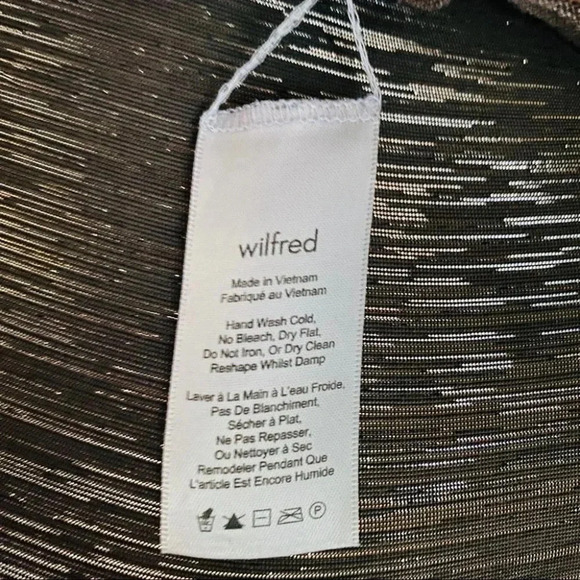 wilfred
Made in Vietnam
Fabriqué au Vietnam
Hand Wash Cold,
No Bleach, Dry Flat,
Do Not Iron, Or Dry Clean
Reshape Whilst Damp
Laver à La Main à L'eau Froide,
Pas De Blanchiment,
Sécher à Plat,
Ne Pas Repasser,
Ou Nettoyer à Sec
Remodeler Pendant Que
L'article Est Encore Humide
P